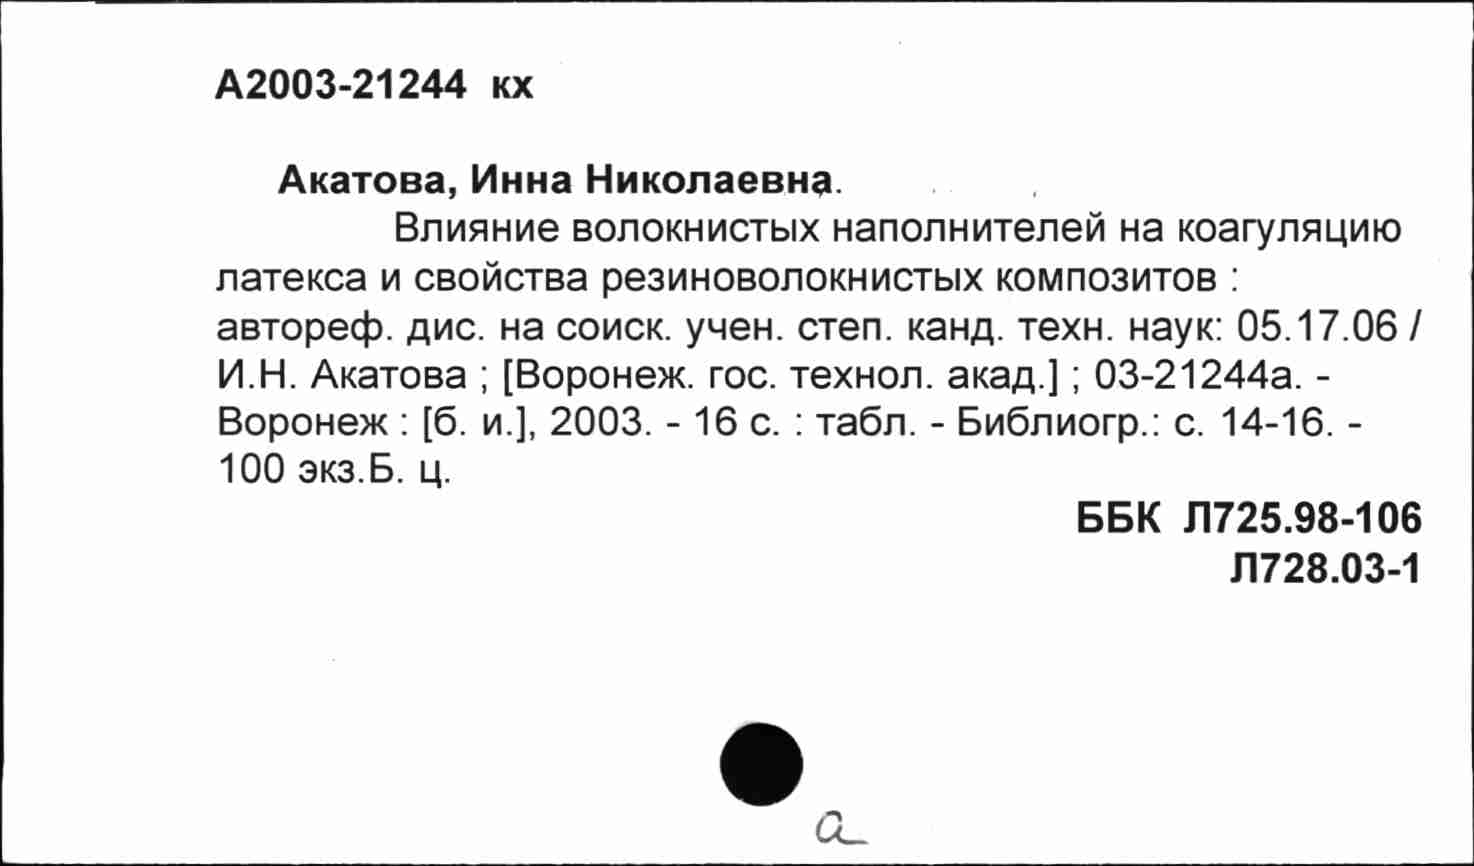 А2003-21244 кх
Акатова, Инна Николаевна.
Влияние волокнистых наполнителей на коагуляцию
латекса и свойства резиноволокнистых композитов :
автореф. дис. на соиск. учен. степ. канд. техн. наук: 05.17.06 /
И.Н. Акатова ; [Воронеж. гос. технол. акад.] ; 03-21244а. -
Воронеж : [б. и.], 2003. - 16 с. : табл. - Библиогр.: с. 14-16. -
100 экз.Б. ц.
ББК Л725.98-106
Л728.03-1
а